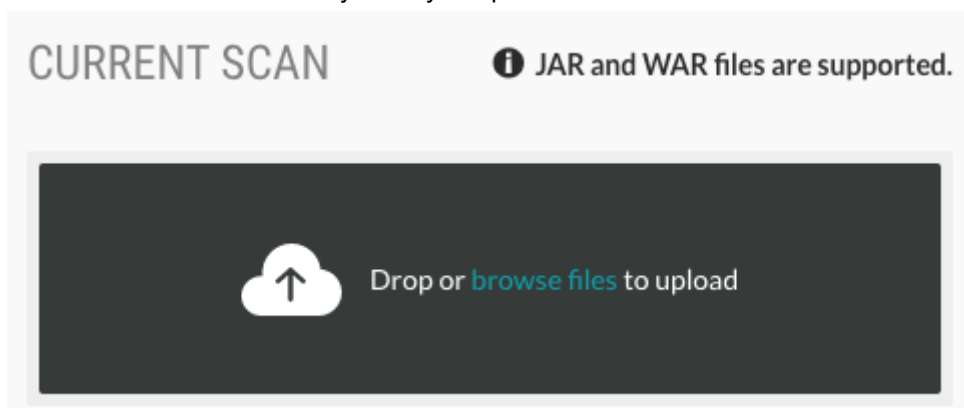 CURRENT SCAN
JAR and WAR files are supported.
Drop or browse files to upload